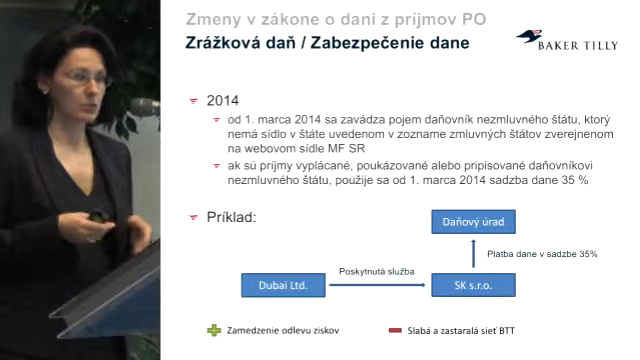 Zmeny v zákone o dani z príjmov PO
Zrážková daň / Zabezpečenie dane
BAKER TILLY
2014
od 1. marca 2014 sa zavádza pojem daňovník nezmluvného štátu, ktorý
nemá sídlo v štáte uvedenom v zozname zmluvných štátov zverejnenom
na webovom sídle MF SR
ak sú príjmy vyplácané, poukázované alebo pripisované daňovníkovi
nezmluvného štátu, použije sa od 1. marca 2014 sadzba dane 35 %
Príklad:
Daňový úrad
Platba dane v sadzbe 35%
Poskytnutá služba
Dubai Ltd.
SK s.r.o.
Zamedzenie odlevu ziskov
Slabá a zastaralá sieť BTT